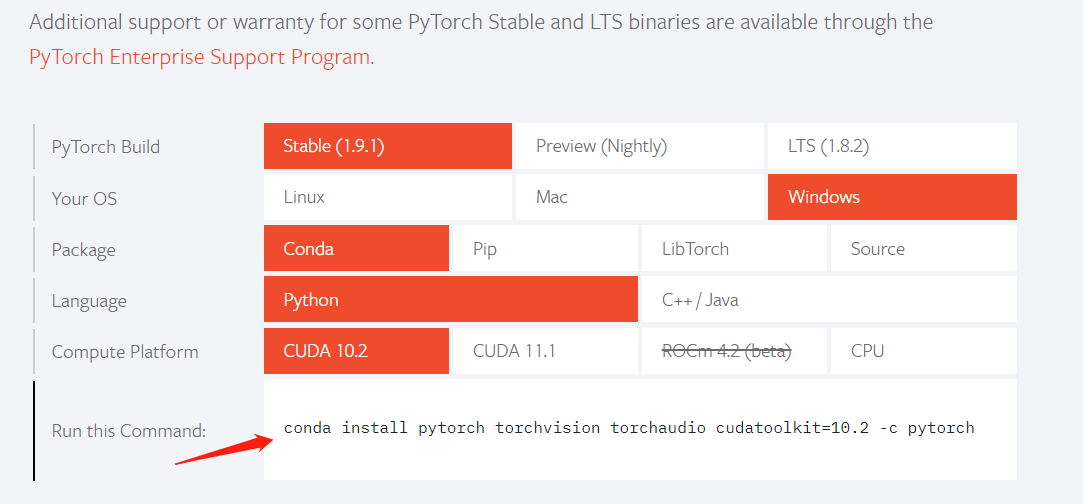 Additional support or warranty for some PyTorch Stable and LTS binaries are available through the
PyTorch Enterprise Support Program.
PyTorch Build Stable (1.9.1) Preview (Nightly) LTS (1.8.2)
Your OS Linux Mac Windows
Package Conda Pip LibTorch Source
Language Python C++ / Java
Compute Platform CUDA 10.2 CUDA 11.1 ROCm 4.2 (beta) CPU
Run this Command: conda install pytorch torchvision torchaudio cudatoolkit=10.2 -c pytorch